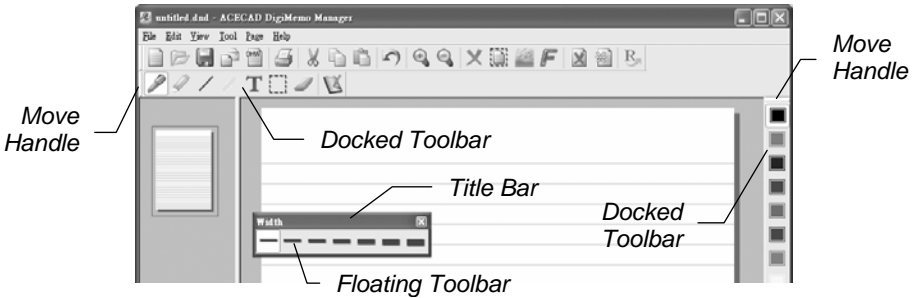 untitled.dnd - ACECAD DigiMemo Manager
File Edit View Tool Page Help
Move
Handle
Move
Handle
Docked Toolbar
Title Bar
Width
Docked
Toolbar
Floating Toolbar